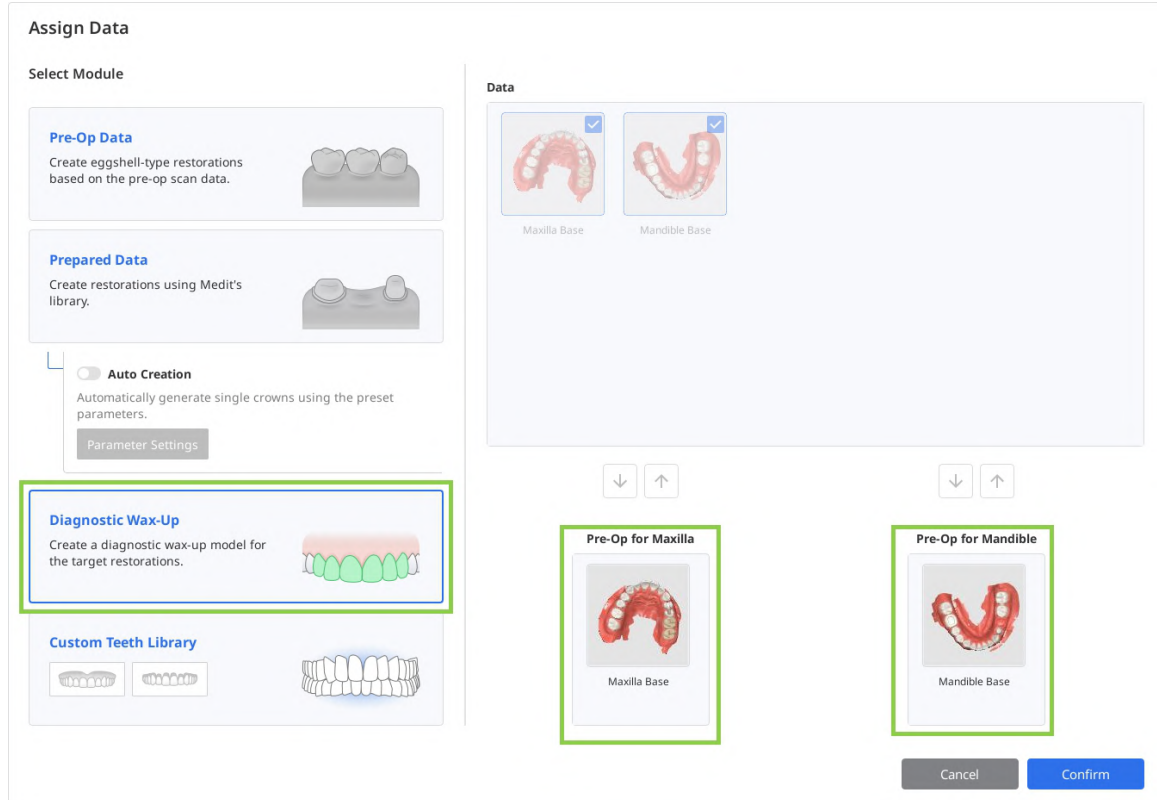 Assign Data
Select Module
Pre-Op Data
Create eggshell-type restorations
based on the pre-op scan data.
Prepared Data
Create restorations using Medit's
library.
Auto Creation
Automatically generate single crowns using the preset
parameters.
Parameter Settings
Diagnostic Wax-Up
Create a diagnostic wax-up model for
the target restorations.
Custom Teeth Library
Data
Maxilla Base
Mandible Base
Pre-Op for Maxilla
Maxilla Base
Pre-Op for Mandible
Mandible Base
Cancel
Confirm